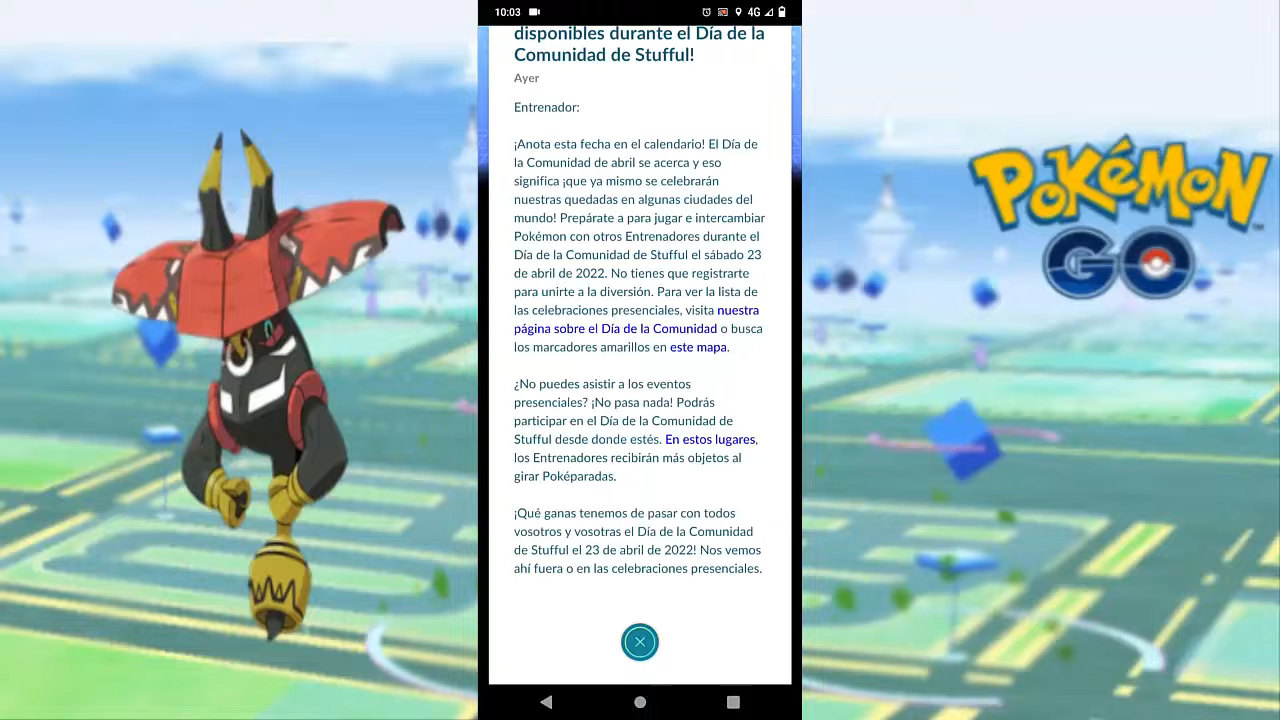 10:03
4G
disponibles durante el Día de la
Comunidad de Stufful!
Ayer
Entrenador:
¡Anota esta fecha en el calendario! El Día de
la Comunidad de abril se acerca y eso
significa ¡que ya mismo se celebrarán
nuestras quedadas en algunas ciudades del
mundo! Prepárate a para jugar e intercambiar
Pokémon con otros Entrenadores durante el
Día de la Comunidad de Stufful el sábado 23
de abril de 2022. No tienes que registrarte
para unirte a la diversión. Para ver la lista de
las celebraciones presenciales, visita nuestra
página sobre el Día de la Comunidad o busca
los marcadores amarillos en este mapa.
¿No puedes asistir a los eventos
presenciales? ¡No pasa nada! Podrás
participar en el Día de la Comunidad de
Stufful desde donde estés. En estos lugares,
los Entrenadores recibirán más objetos al
girar Poképaradas.
¡Qué ganas tenemos de pasar con todos
vosotros y vosotras el Día de la Comunidad
de Stufful el 23 de abril de 2022! Nos vemos
ahí fuera o en las celebraciones presenciales.
POKÉMON
GO